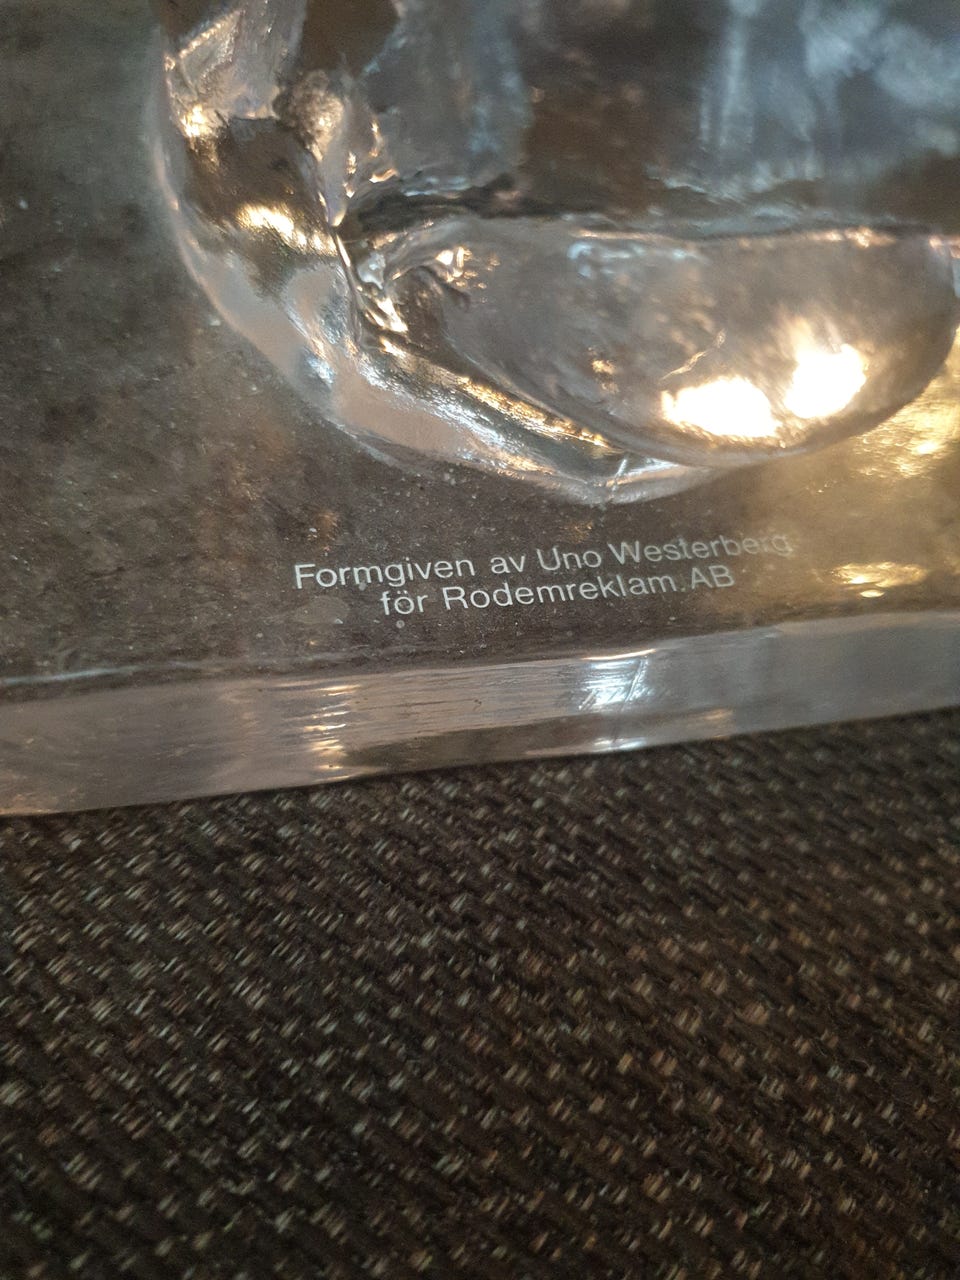 Formgiven av Uno Westerberg
för Rodemreklam AB